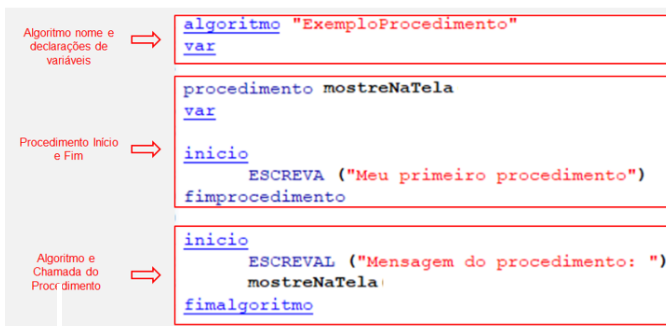 Algoritmo nome e
declarações de
variáveis
algoritmo "ExemploProcedimento"
var
Procedimento Início
e Fim
procedimento mostreNaTela
var
inicio
ESCREVA ("Meu primeiro procedimento")
fimprocedimento
Algoritmo e
Chamada do
Procedimento
inicio
ESCREVAL ("Mensagem do procedimento: ")
mostreNaTela(
fimalgoritmo